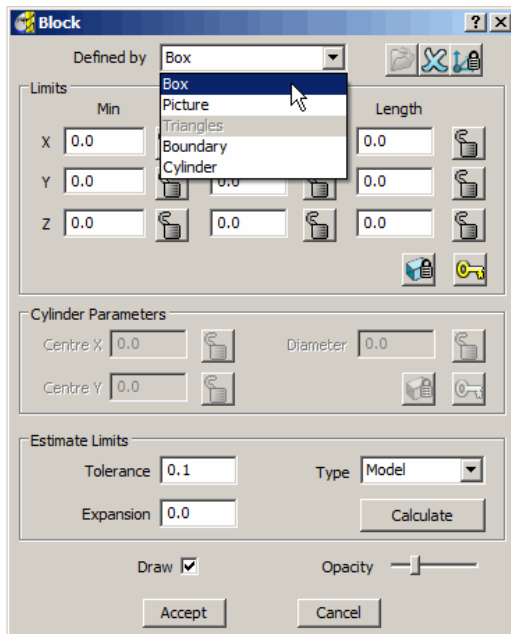 Block
Defined by Box
Box
Picture
Triangles
Boundary
Cylinder
Limits
Min Length
X 0.0 0.0
Y 0.0 0.0 0.0
Z 0.0 0.0 0.0
Cylinder Parameters
Centre X 0.0 Diameter 0.0
Centre Y 0.0
Estimate Limits
Tolerance 0.1 Type Model
Expansion 0.0 Calculate
Draw Opacity
Accept Cancel